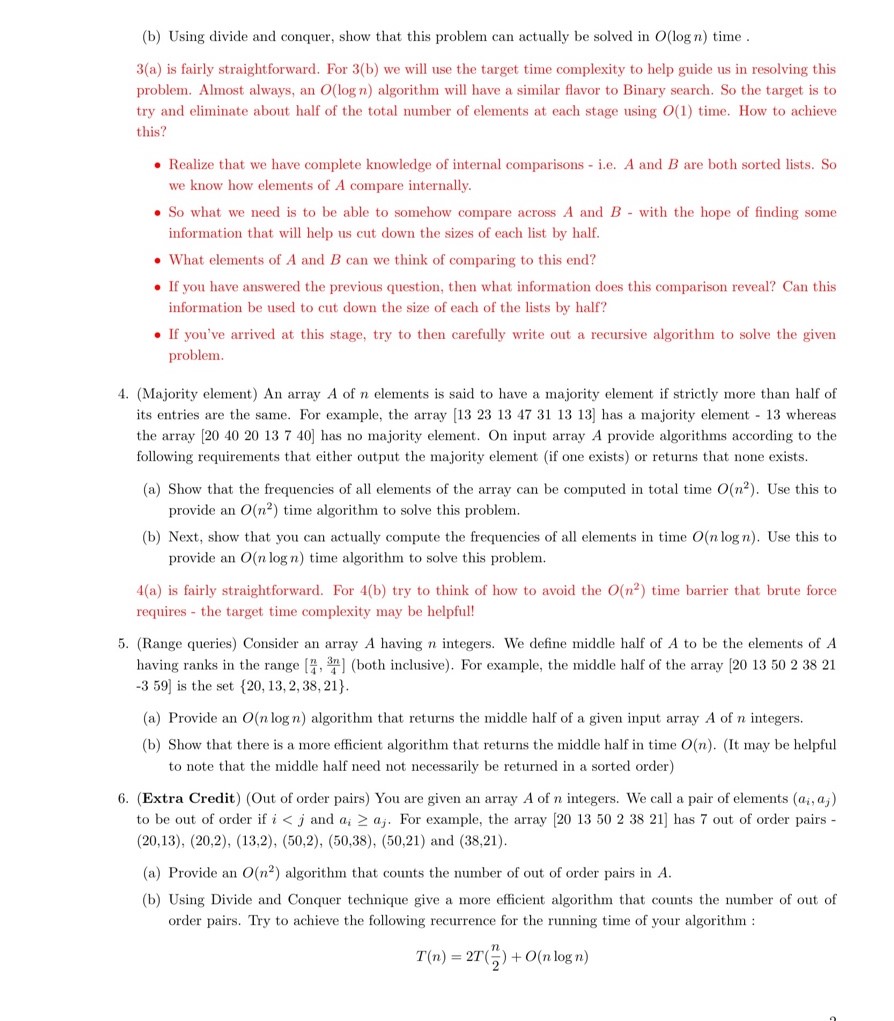 (b) Using divide and conquer, show that this problem can actually be solved in O(log n) time .
3(a) is fairly straightforward. For 3(b) we will use the target time complexity to help guide us in resolving this
problem. Almost always, an O(log n) algorithm will have a similar flavor to Binary search. So the target is to
try and eliminate about half of the total number of elements at each stage using O(1) time. How to achieve
this?
• Realize that we have complete knowledge of internal comparisons - i.e. A and B are both sorted lists. So
we know how elements of A compare internally.
• So what we need is to be able to somehow compare across A and B - with the hope of finding some
information that will help us cut down the sizes of each list by half.
• What elements of A and B can we think of comparing to this end?
• If you have answered the previous question, then what information does this comparison reveal? Can this
information be used to cut down the size of each of the lists by half?
• If you've arrived at this stage, try to then carefully write out a recursive algorithm to solve the given
problem.
4. (Majority element) An array A of n elements is said to have a majority element if strictly more than half of
its entries are the same. For example, the array [13 23 13 47 31 13 13] has a majority element - 13 whereas
the array [20 40 20 13 7 40] has no majority element. On input array A provide algorithms according to the
following requirements that either output the majority element (if one exists) or returns that none exists.
(a) Show that the frequencies of all elements of the array can be computed in total time O(n²). Use this to
provide an O(n²) time algorithm to solve this problem.
(b) Next, show that you can actually compute the frequencies of all elements in time O(n log n). Use this to
provide an O(n log n) time algorithm to solve this problem.
4(a) is fairly straightforward. For 4(b) try to think of how to avoid the O(n²) time barrier that brute force
requires - the target time complexity may be helpful!
5. (Range queries) Consider an array A having n integers. We define middle half of A to be the elements of A
having ranks in the range [n/4, 3n/4] (both inclusive). For example, the middle half of the array [20 13 50 2 38 21
-3 59] is the set {20, 13, 2, 38, 21}.
(a) Provide an O(n log n) algorithm that returns the middle half of a given input array A of n integers.
(b) Show that there is a more efficient algorithm that returns the middle half in time O(n). (It may be helpful
to note that the middle half need not necessarily be returned in a sorted order)
6. (Extra Credit) (Out of order pairs) You are given an array A of n integers. We call a pair of elements (aᵢ, aⱼ)
to be out of order if i < j and aᵢ ≥ aⱼ. For example, the array [20 13 50 2 38 21] has 7 out of order pairs -
(20,13), (20,2), (13,2), (50,2), (50,38), (50,21) and (38,21).
(a) Provide an O(n²) algorithm that counts the number of out of order pairs in A.
(b) Using Divide and Conquer technique give a more efficient algorithm that counts the number of out of
order pairs. Try to achieve the following recurrence for the running time of your algorithm :
T(n) = 2T(n/2) + O(n log n)